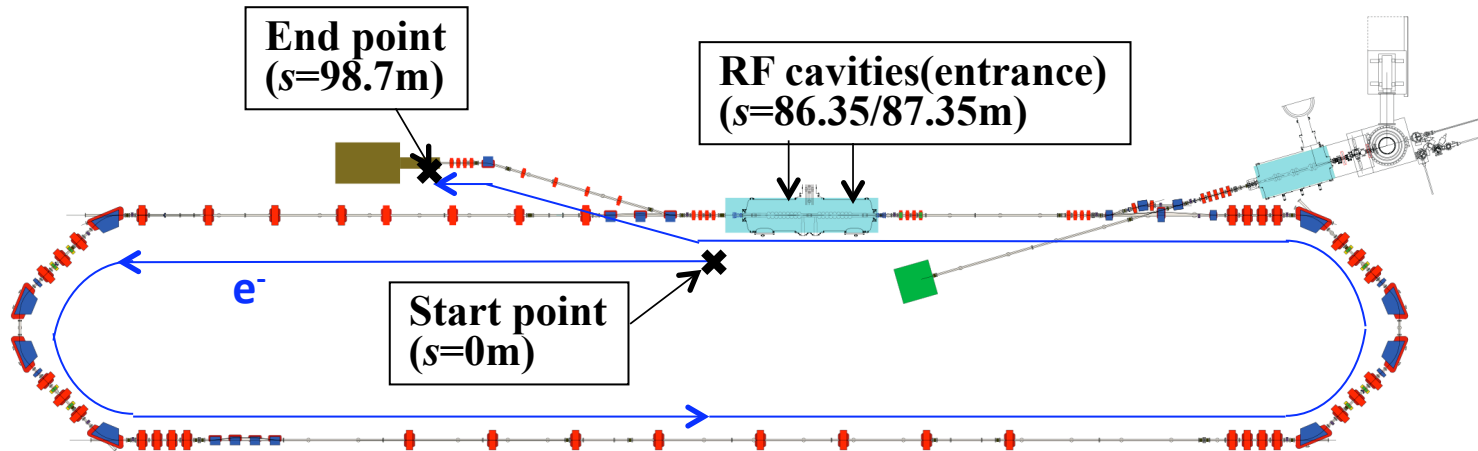 End point
(s=98.7m)
RF cavities(entrance)
(s=86.35/87.35m)
e-
Start point
(s=0m)